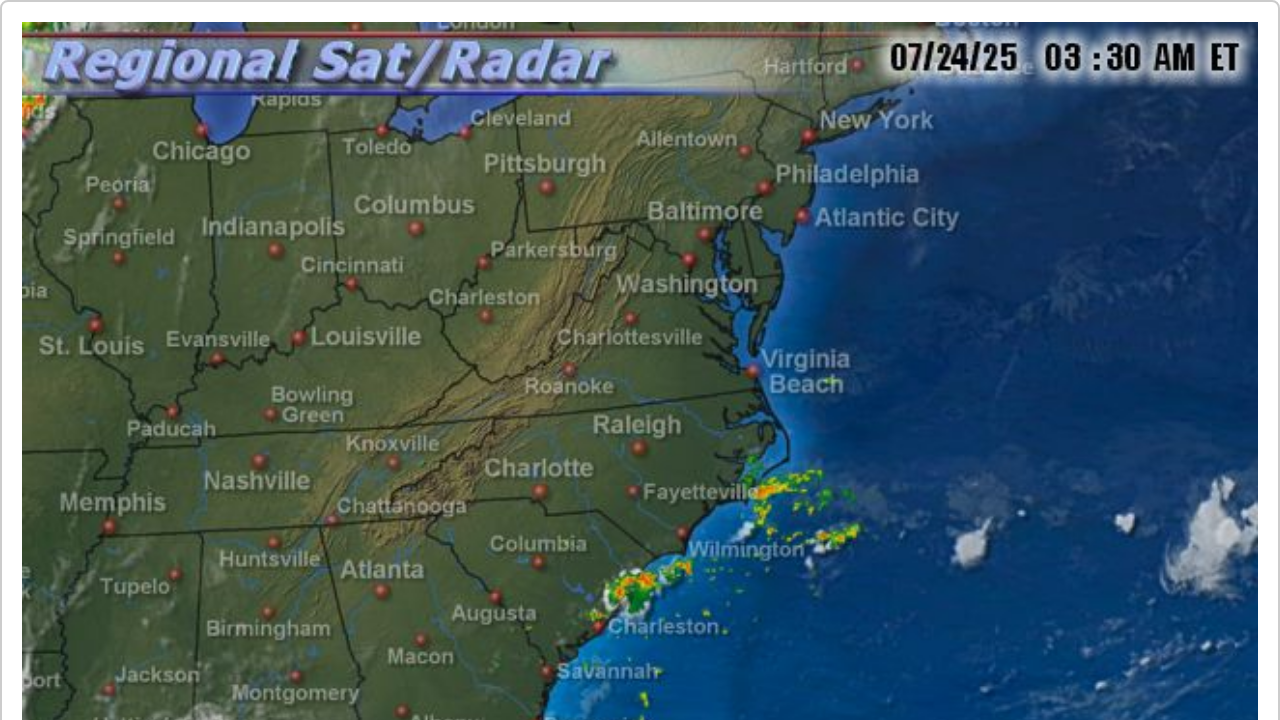 London
Boston
Regional Sat/Radar
07/24/25 03:30 AM ET
Hartford
Rapids
Cleveland
New York
Chicago
Toledo
Allentown
Pittsburgh
Philadelphia
Peoria
Columbus
Baltimore
Atlantic City
Springfield
Indianapolis
Parkersburg
Cincinnati
Washington
Charleston
St. Louis
Evansville
Louisville
Charlottesville
Virginia
Beach
Roanoke
Bowling
Green
Paducah
Knoxville
Raleigh
Nashville
Charlotte
Fayetteville
Memphis
Chattanooga
Huntsville
Columbia
Wilmington
Tupelo
Atlanta
Augusta
Birmingham
Charleston
Macon
Savannah
Jackson
Montgomery